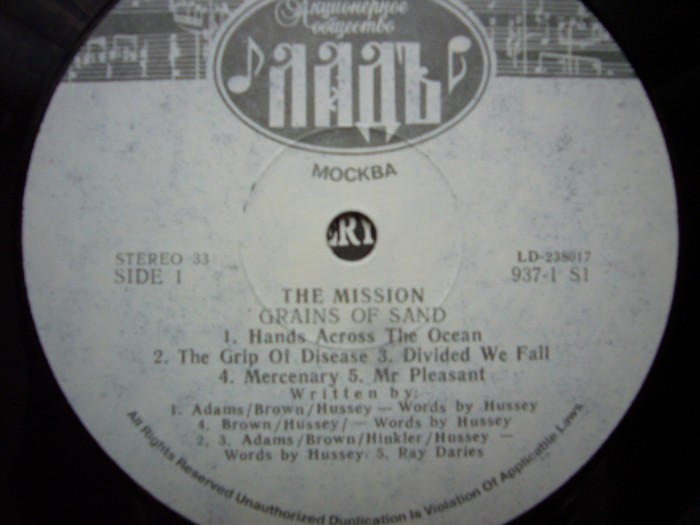 Акционерное
общество
ЛАДЪ
МОСКВА
STEREO 33
SIDE 1
LD-238017
937-1 S1
THE MISSION
GRAINS OF SAND
1. Hands Across The Ocean
2. The Grip Of Disease 3. Divided We Fall
4. Mercenary 5. Mr Pleasant
Written by:
1. Adams/Brown/Hussey — Words by Hussey
4. Brown/Hussey/ — Words by Hussey
2, 3. Adams/Brown/Hinkler/Hussey —
Words by Hussey. 5. Ray Daries
All Rights Reserved Unauthorized Duplication Is Violation Of Applicable Laws.